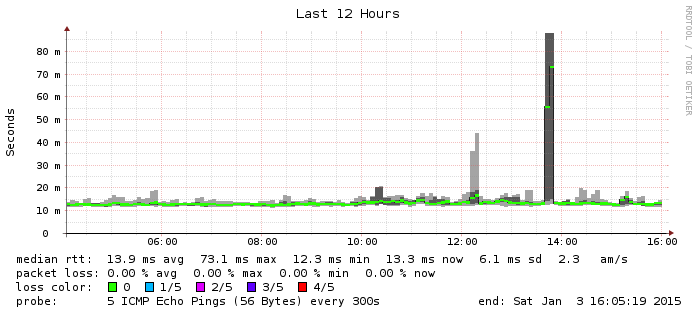 Last 12 Hours
RRDTOOL / TOBI OETIKER
Seconds
80 m
70 m
60 m
50 m
40 m
30 m
20 m
10 m
0
06:00 08:00 10:00 12:00 14:00 16:00
median rtt: 13.9 ms avg 73.1 ms max 12.3 ms min 13.3 ms now 6.1 ms sd 2.3 am/s
packet loss: 0.00 % avg 0.00 % max 0.00 % min 0.00 % now
loss color: 0 1/5 2/5 3/5 4/5
probe: 5 ICMP Echo Pings (56 Bytes) every 300s end: Sat Jan 3 16:05:19 2015